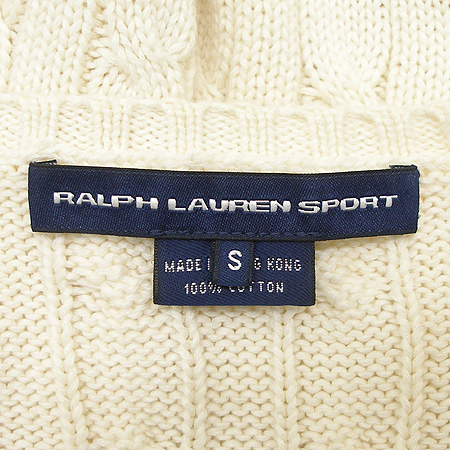 RALPH LAUREN SPORT
S
MADE I G KONG
100% COTTON